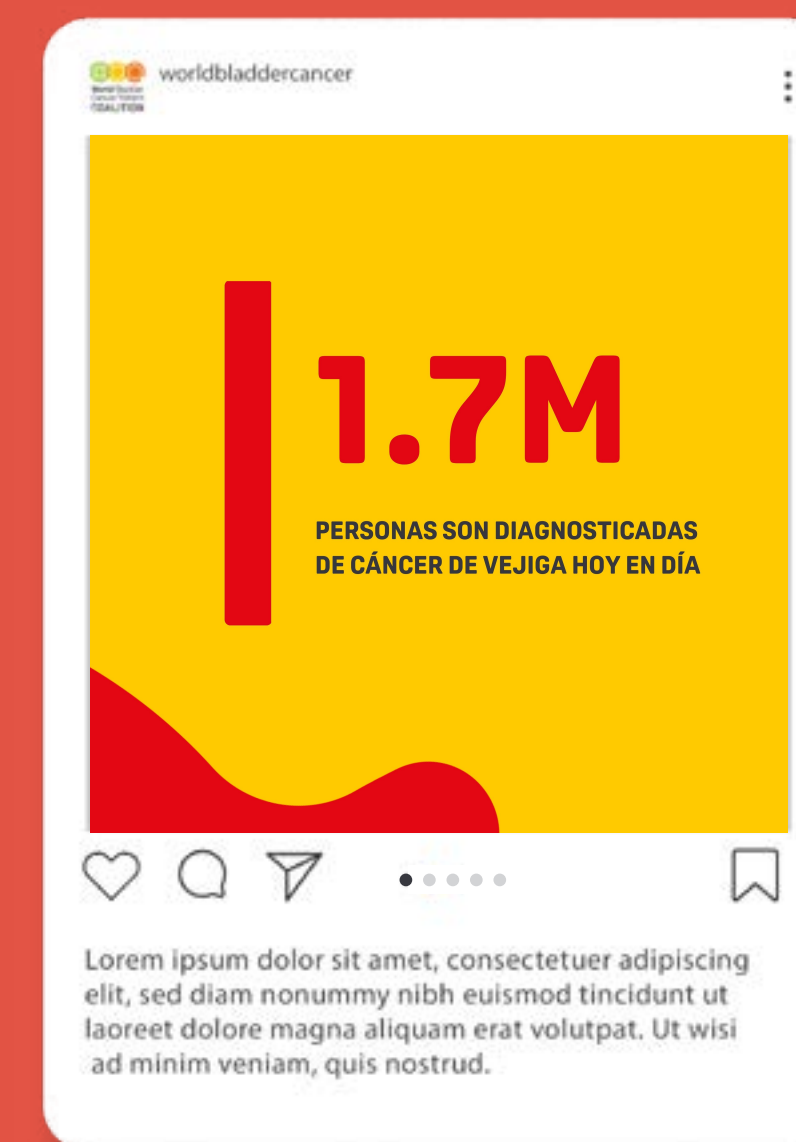 worldbladdercancer
COALITION
1.7M
PERSONAS SON DIAGNOSTICADAS
DE CÁNCER DE VEJIGA HOY EN DÍA
Lorem ipsum dolor sit amet, consectetuer adipiscing
elit, sed diam nonummy nibh euismod tincidunt ut
laoreet dolore magna aliquam erat volutpat. Ut wisi
ad minim veniam, quis nostrud.